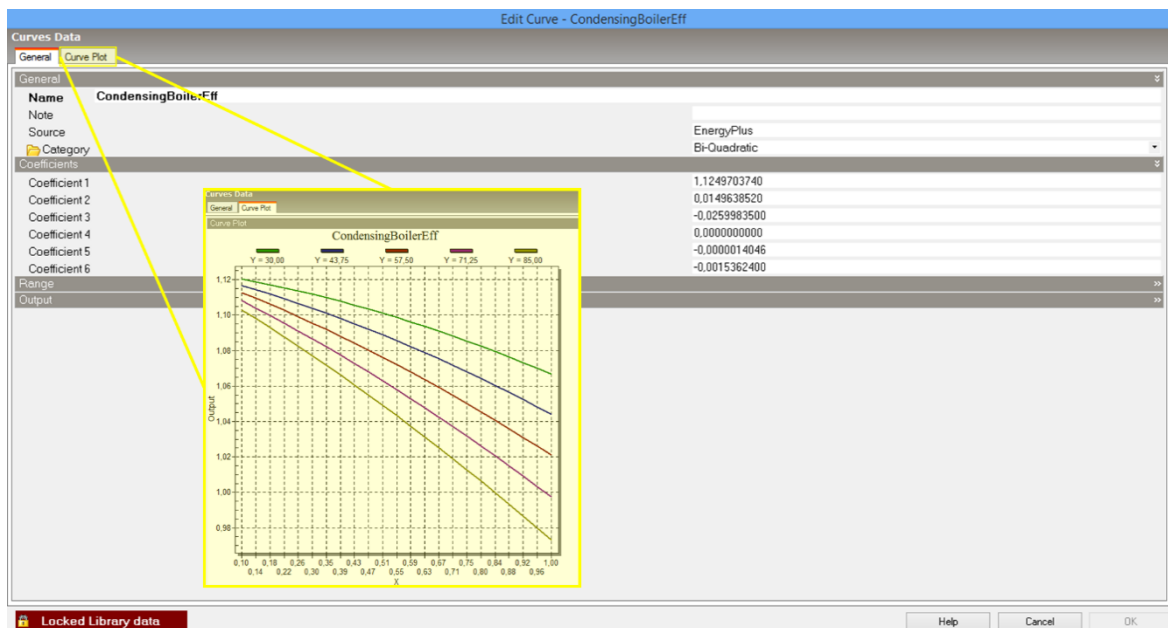 Edit Curve - CondensingBoilerEff
Curves Data
General Curve Plot
General
Name CondensingBoilerEff
Note
Source EnergyPlus
Category Bi-Quadratic
Coefficients
Coefficient 1 1,1249703740
Coefficient 2 0,0149638520
Coefficient 3 -0,0259983500
Coefficient 4 0,0000000000
Coefficient 5 -0,0000014046
Coefficient 6 -0,0015362400
Range
Output
Curves Data
General Curve Plot
Curve Plot
CondensingBoilerEff
Y = 30,00 Y = 43,75 Y = 57,50 Y = 71,25 Y = 85,00
1,12
1,10
1,08
1,06
1,04
1,02
1,00
0,98
Output
0,10 0,18 0,26 0,35 0,43 0,51 0,59 0,67 0,76 0,84 0,92 1,00
0,14 0,22 0,30 0,39 0,47 0,55 0,63 0,71 0,80 0,88 0,96
X
Locked Library data
Help Cancel OK